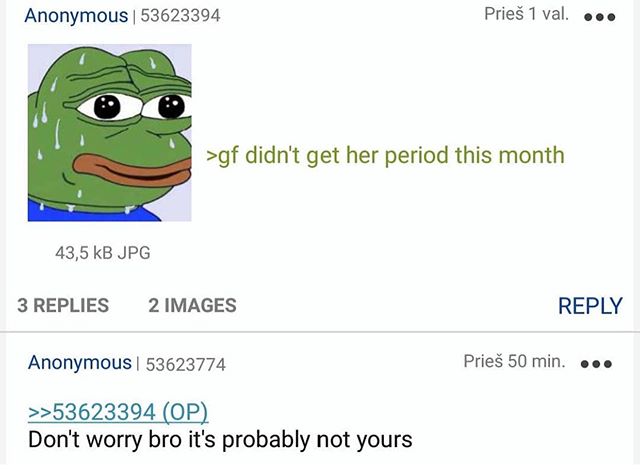 Anonymous | 53623394 Prieš 1 val.
>gf didn't get her period this month
43,5 kB JPG
3 REPLIES 2 IMAGES REPLY
Anonymous | 53623774 Prieš 50 min.
>>53623394 (OP)
Don't worry bro it's probably not yours